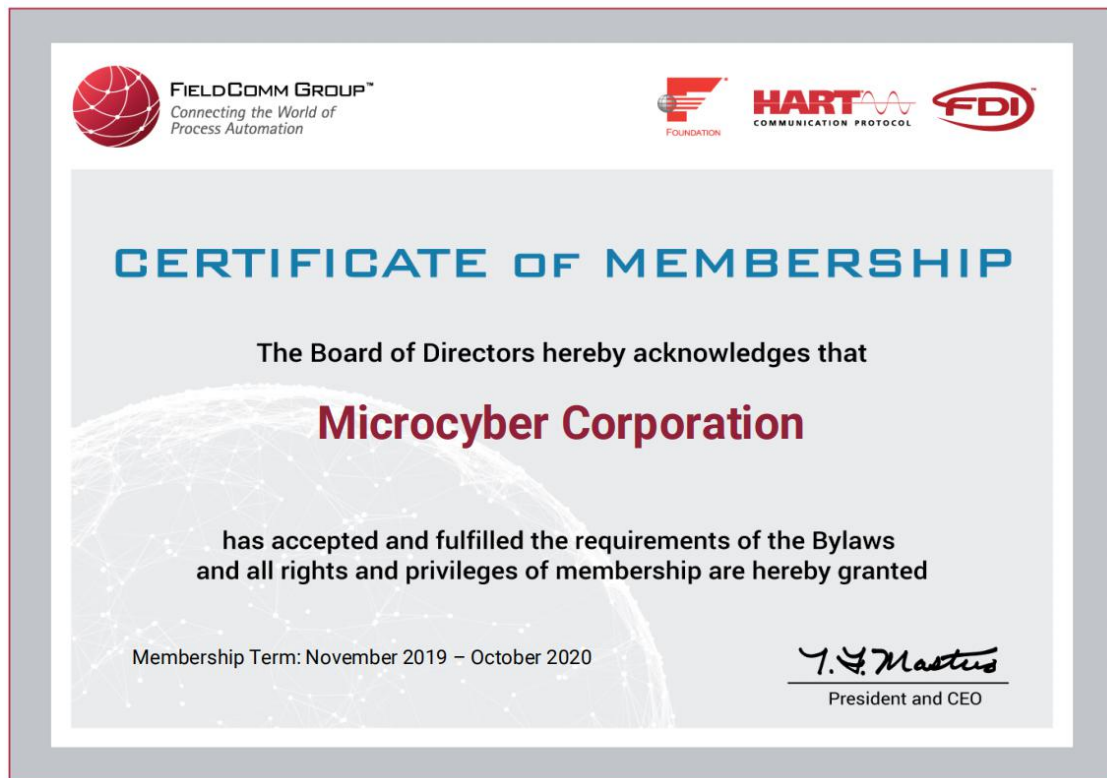 FIELDCOMM GROUP™
Connecting the World of
Process Automation
FOUNDATION
HART
COMMUNICATION PROTOCOL
FDI™
CERTIFICATE OF MEMBERSHIP
The Board of Directors hereby acknowledges that
Microcyber Corporation
has accepted and fulfilled the requirements of the Bylaws
and all rights and privileges of membership are hereby granted
Membership Term: November 2019 – October 2020
T. F. Masters
President and CEO